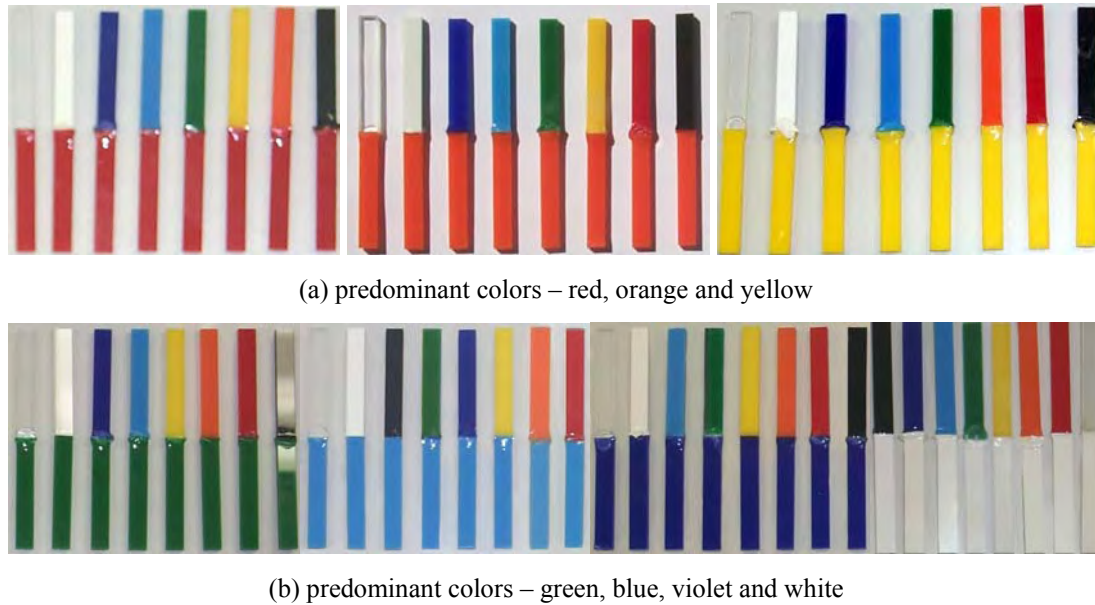 (a) predominant colors – red, orange and yellow
(b) predominant colors – green, blue, violet and white